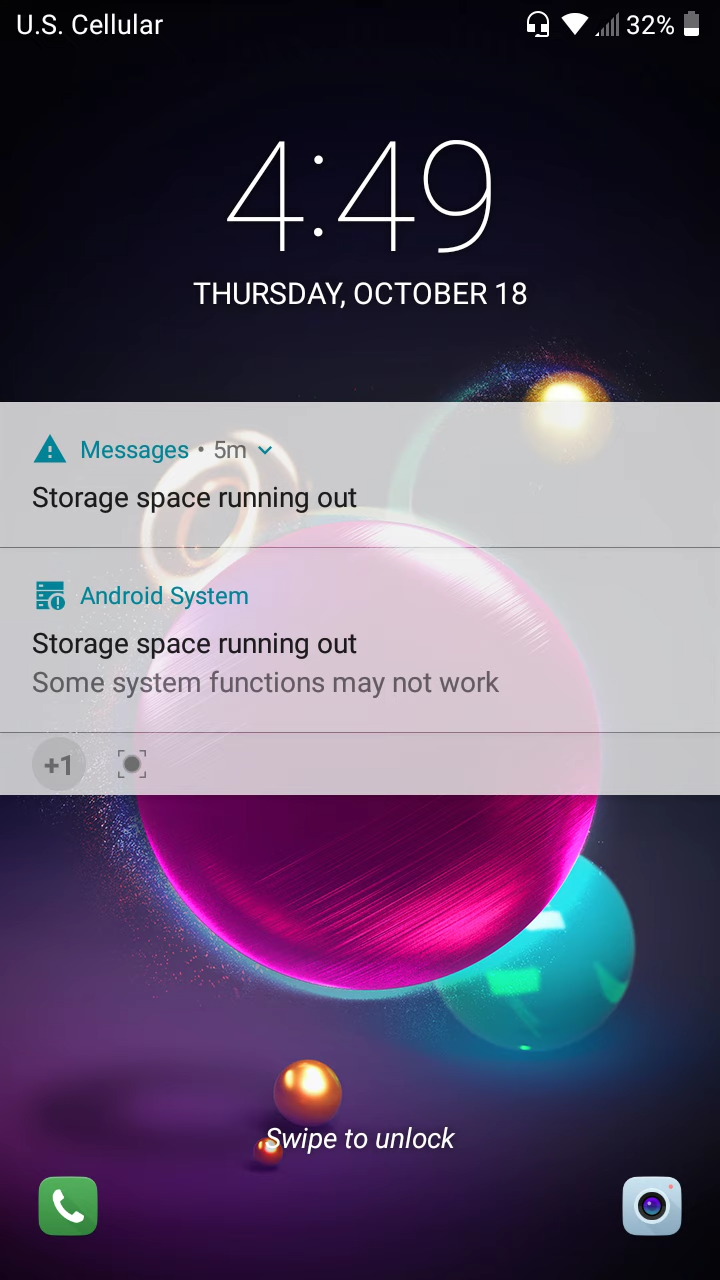 U.S. Cellular 32%
4:49
THURSDAY, OCTOBER 18
Messages • 5m
Storage space running out
Android System
Storage space running out
Some system functions may not work
+1
Swipe to unlock